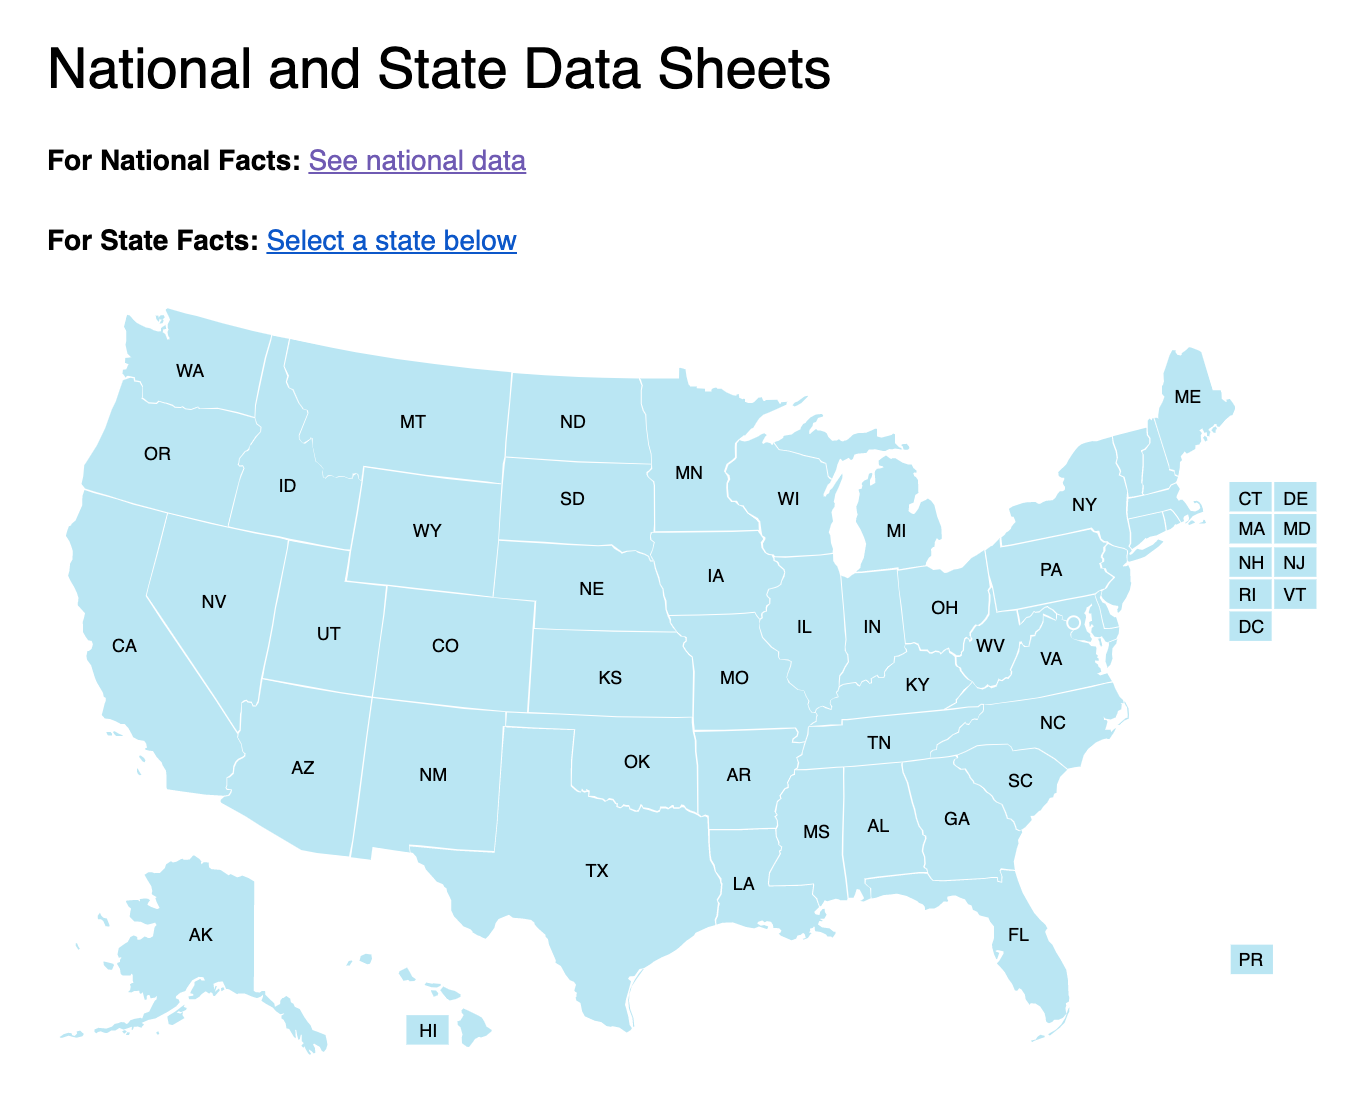 National and State Data Sheets
For National Facts: See national data
For State Facts: Select a state below
WA
ME
MT
ND
OR
MN
ID
SD
WI
CT DE
NY
WY
MI
MA MD
NH NJ
PA
IA
NE
RI VT
NV
OH
IL
IN
DC
UT
CA
CO
WV
VA
KS
MO
KY
NC
TN
OK
AZ
NM
AR
SC
GA
AL
MS
TX
LA
AK
FL
PR
HI